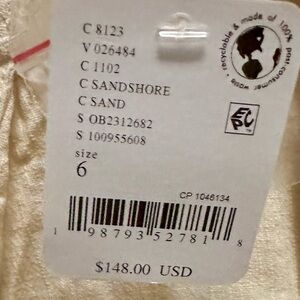 C 8123
V 026484
C 1102
C SANDSHORE
C SAND
S OB2312682
S 100955608
size
6
recyclable & made of 100% post-consumer waste
CP 1046134
1 98793 52781 8
$148.00 USD